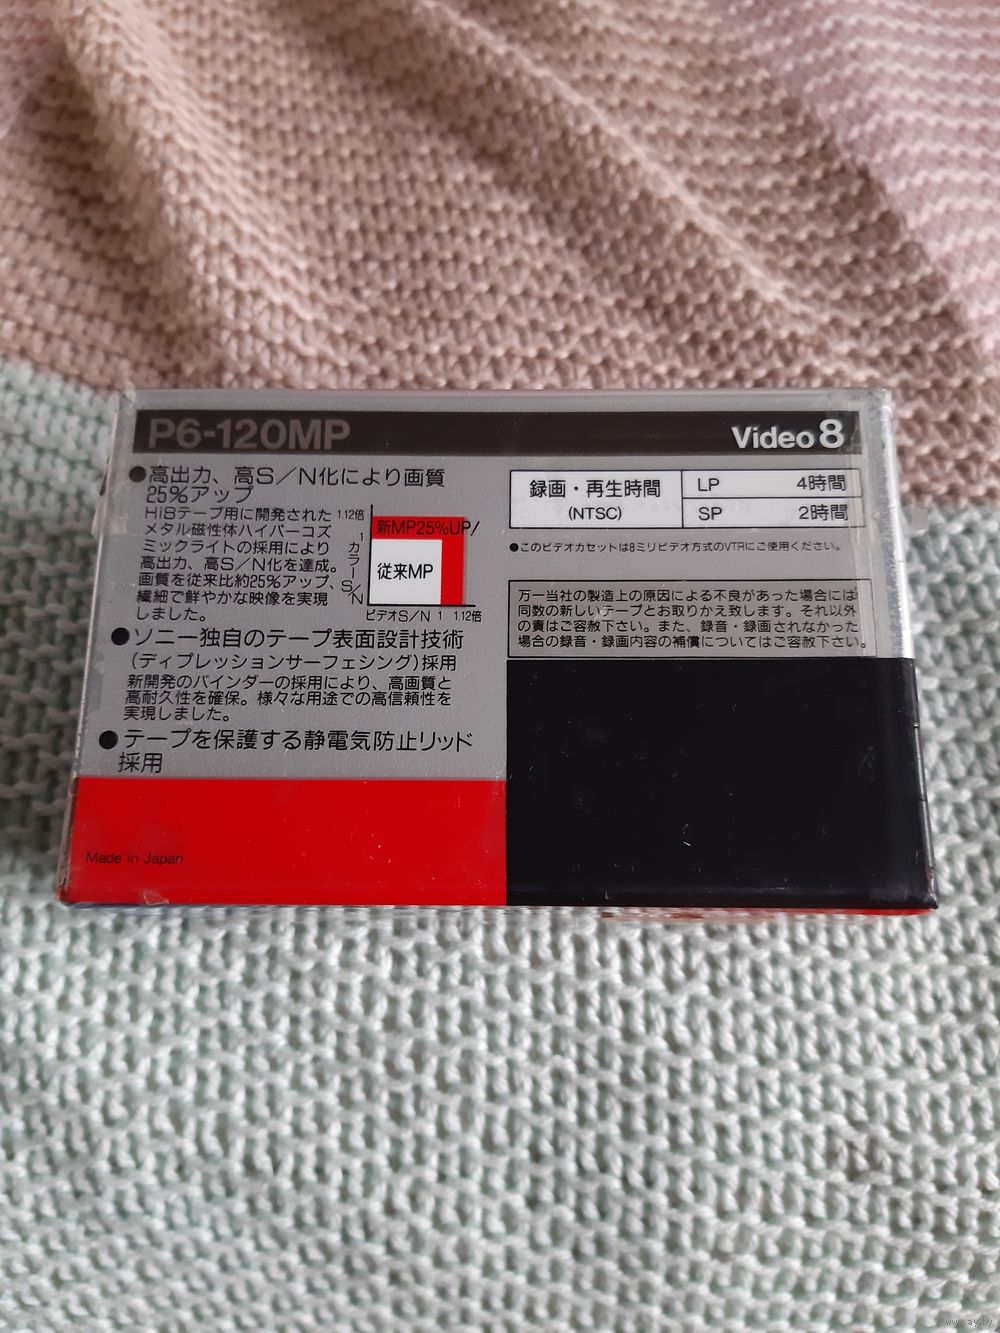 P6-120MP
Video 8
●高出力、高S/N化により画質
25%アップ
Hi8テープ用に開発された
メタル磁性体ハイパーコズ
ミックライトの採用により
高出力、高S/N化を達成。
画質を従来比約25%アップ、
繊細で鮮やかな映像を実現
しました。
1.12倍
1
カラーS/N
新MP25%UP/
従来MP
ビデオS/N 1 1.12倍
●ソニー独自のテープ表面設計技術
(ディプレッションサーフェシング)採用
新開発のバインダーの採用により、高画質と
高耐久性を確保。様々な用途での高信頼性を
実現しました。
●テープを保護する静電気防止リッド
採用
Made in Japan
録画・再生時間
(NTSC)
LP 4時間
SP 2時間
●このビデオカセットは8ミリビデオ方式のVTRにご使用ください。
万一当社の製造上の原因による不良があった場合には
同数の新しいテープとお取りかえ致します。それ以外
の責はご容赦下さい。また、録音・録画されなかった
場合の録音・録画内容の補償についてはご容赦下さい。
www.ay.by